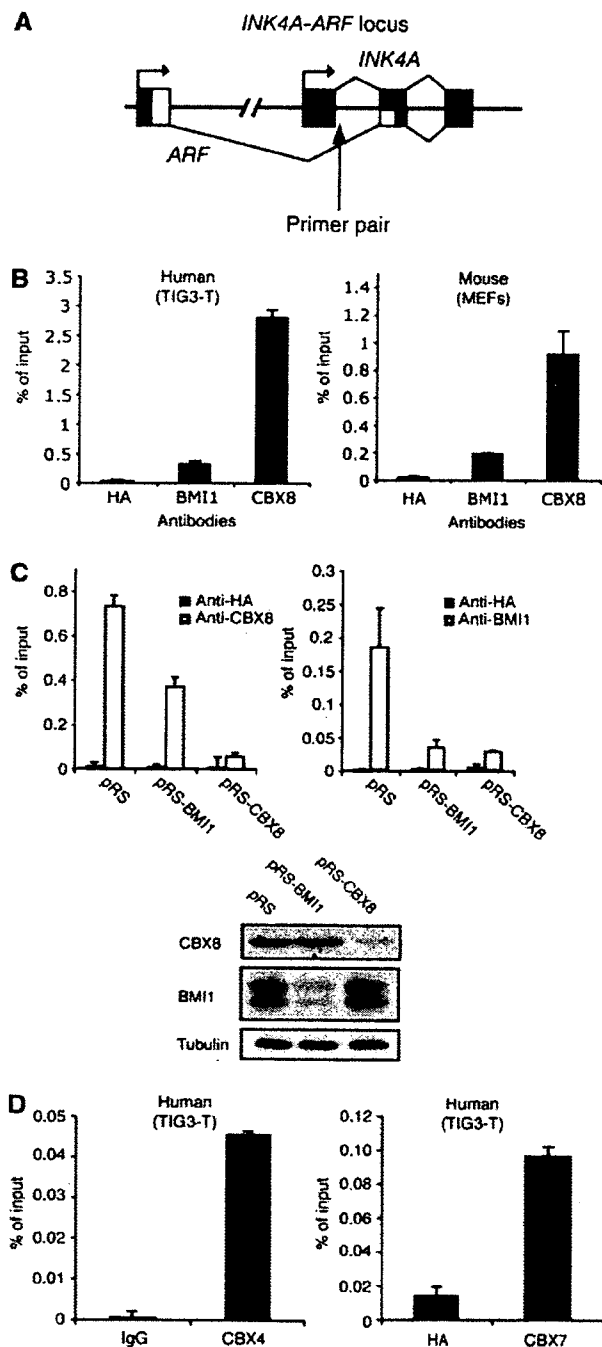 A
INK4A-ARF locus
INK4A
ARF
Primer pair
B
Human
(TIG3-T)
% of input
3.5
3
2.5
2
1.5
1
0.5
0
HA
BMI1
CBX8
Antibodies
Mouse
(MEFs)
% of input
1.4
1.2
1
0.8
0.6
0.4
0.2
0
HA
BMI1
CBX8
Antibodies
C
% of input
0.8
0.6
0.4
0.2
0
Anti-HA
Anti-CBX8
pRS
pRS-BMI1
pRS-CBX8
% of input
0.3
0.25
0.2
0.15
0.1
0.05
0
Anti-HA
Anti-BMI1
pRS
pRS-BMI1
pRS-CBX8
pRS
pRS-BMI1
pRS-CBX8
CBX8
BMI1
Tubulin
D
Human
(TIG3-T)
% of input
0.05
0.04
0.03
0.02
0.01
0
IgG
CBX4
Human
(TIG3-T)
% of input
0.12
0.10
0.08
0.06
0.04
0.02
0
HA
CBX7